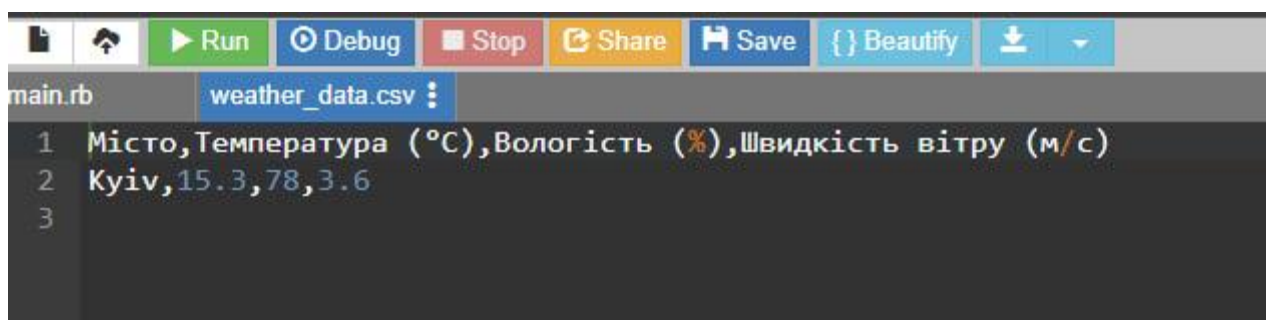 Run Debug Stop Share Save {} Beautify
main.rb weather_data.csv
1 Місто,Температура (°C),Вологість (%),Швидкість вітру (м/с)
2 Kyiv,15.3,78,3.6
3